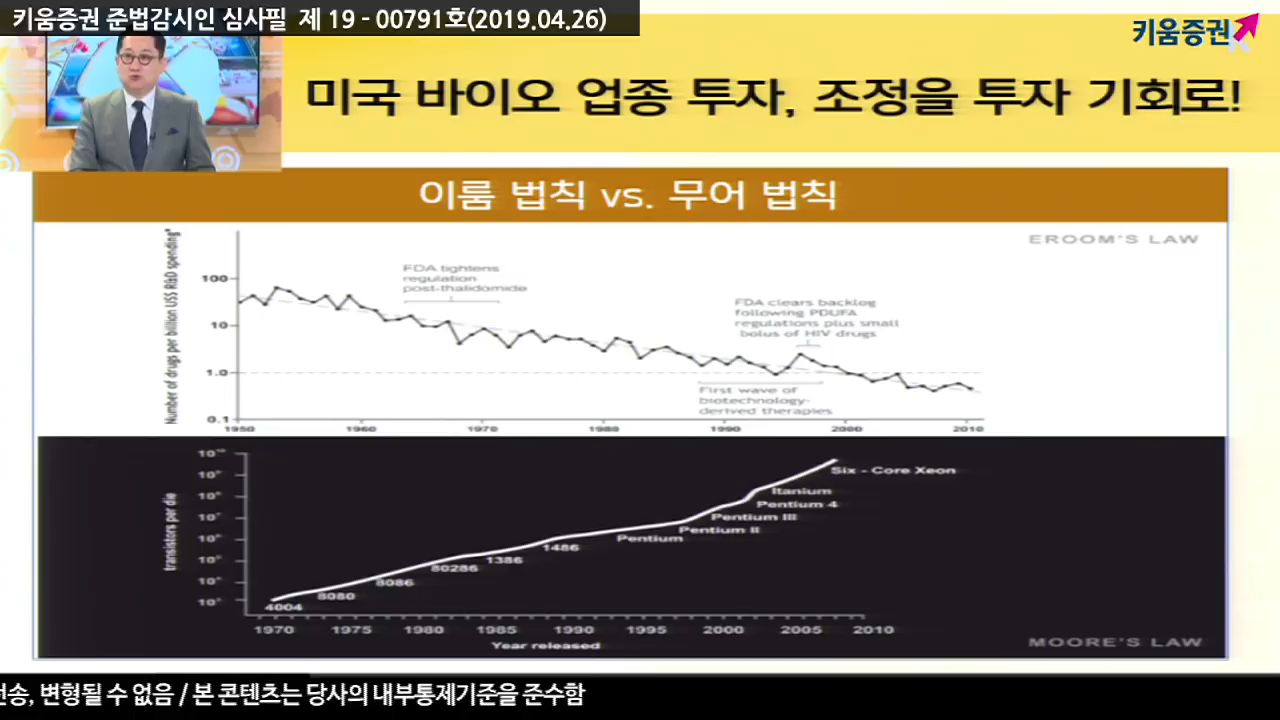 키움증권 준법감시인 심사필 제 19 - 00791호(2019.04.26)
키움증권
미국 바이오 업종 투자, 조정을 투자 기회로!
이룸 법칙 vs. 무어 법칙
EROOM'S LAW
Number of drugs per billion US$ R&D spending*
100
10
1.0
0.1
FDA tightens
regulation
post-thalidomide
FDA clears backlog
following PDUFA
regulations plus small
bolus of HIV drugs
First wave of
biotechnology-
derived therapies
1950 1960 1970 1980 1990 2000 2010
transistors per die
Six - Core Xeon
Itanium
Pentium 4
Pentium III
Pentium II
Pentium
1486
1386
80286
8086
8080
4004
1970 1975 1980 1985 1990 1995 2000 2005 2010
Year released
MOORE'S LAW
전송, 변형될 수 없음 / 본 콘텐츠는 당사의 내부통제기준을 준수함